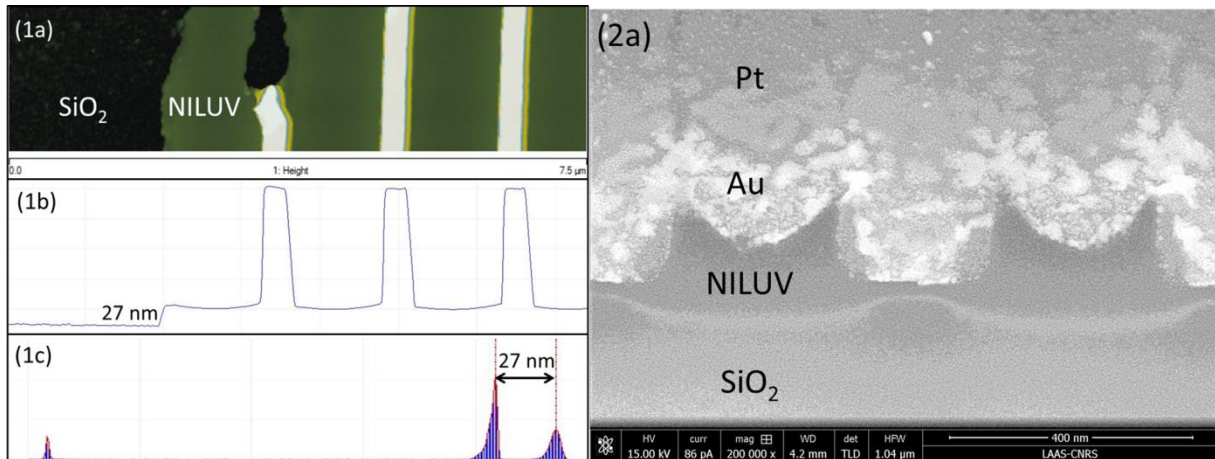 (1a)
SiO2
NILUV
0.0
1: Height
7.5 µm
(1b)
27 nm
(1c)
27 nm
(2a)
Pt
Au
NILUV
SiO2
HV
curr
mag
WD
det
HFW
400 nm
15.00 kV
86 pA
200 000 x
4.2 mm
TLD
1.04 µm
LAAS-CNRS